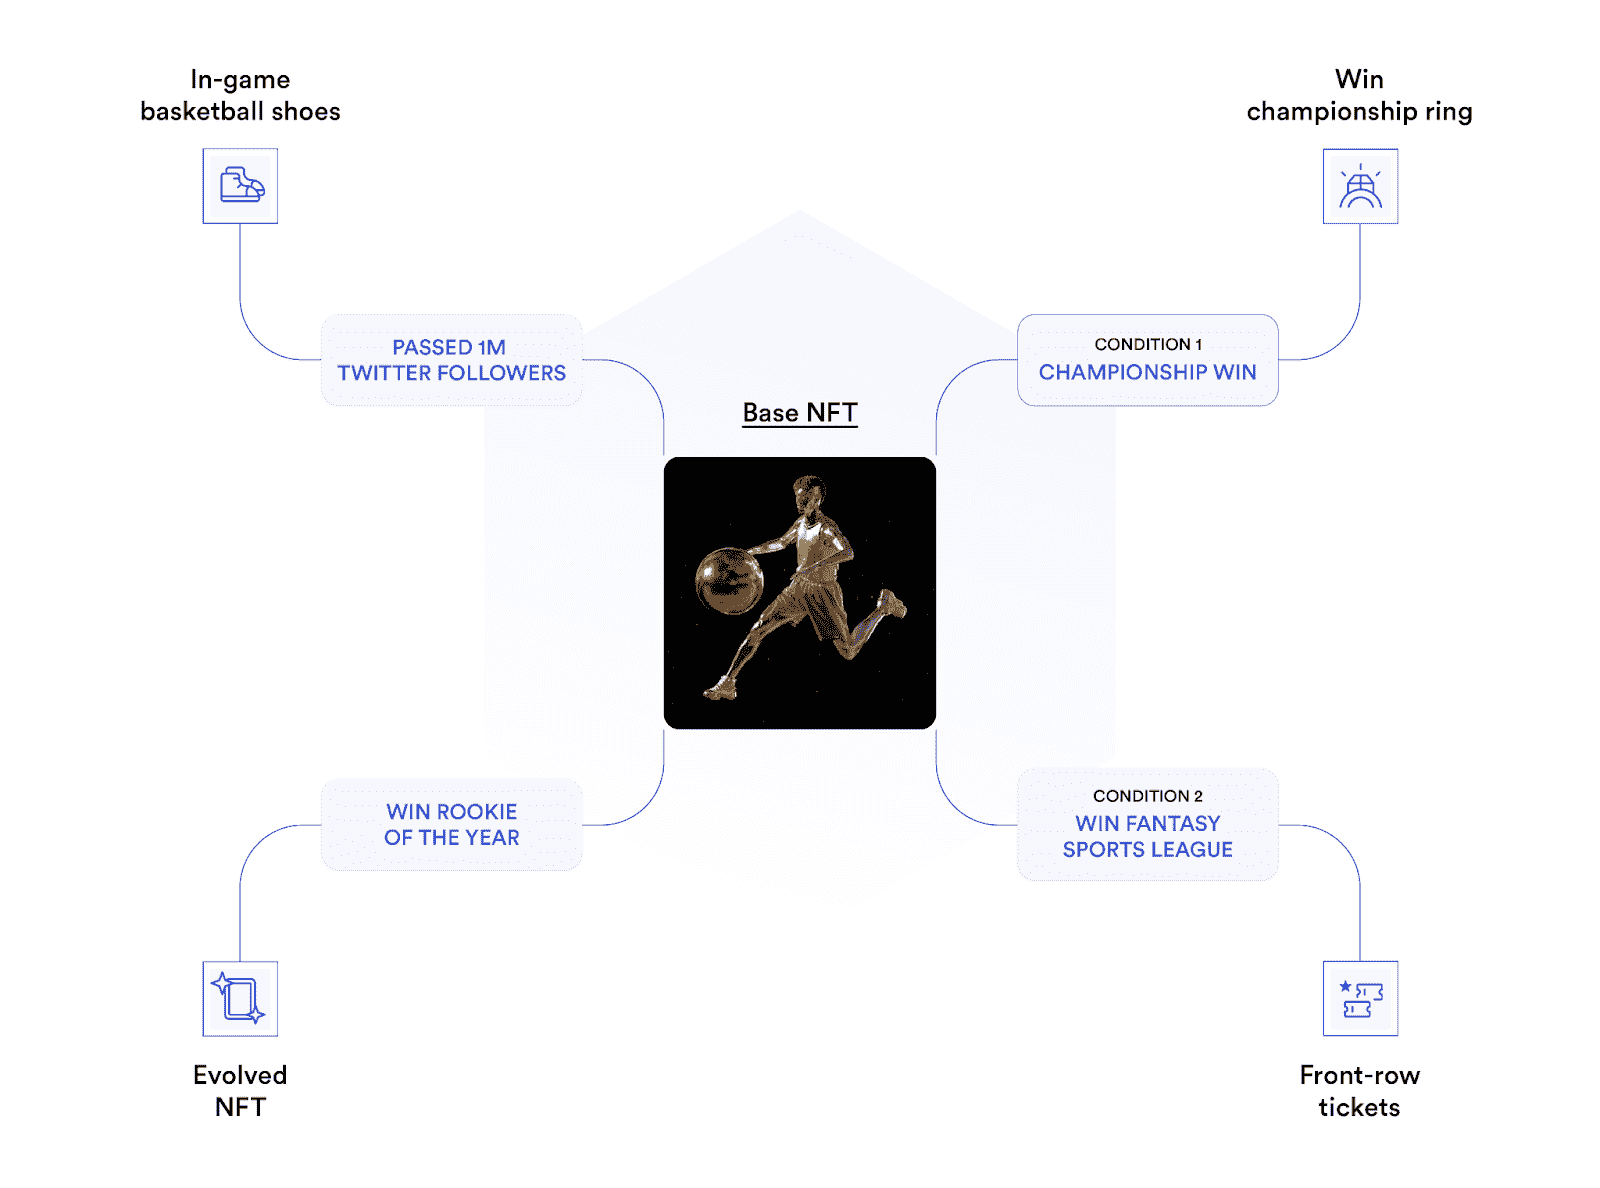 In-game
basketball shoes
Win
championship ring
PASSED 1M
TWITTER FOLLOWERS
CONDITION 1
CHAMPIONSHIP WIN
Base NFT
WIN ROOKIE
OF THE YEAR
CONDITION 2
WIN FANTASY
SPORTS LEAGUE
Evolved
NFT
Front-row
tickets